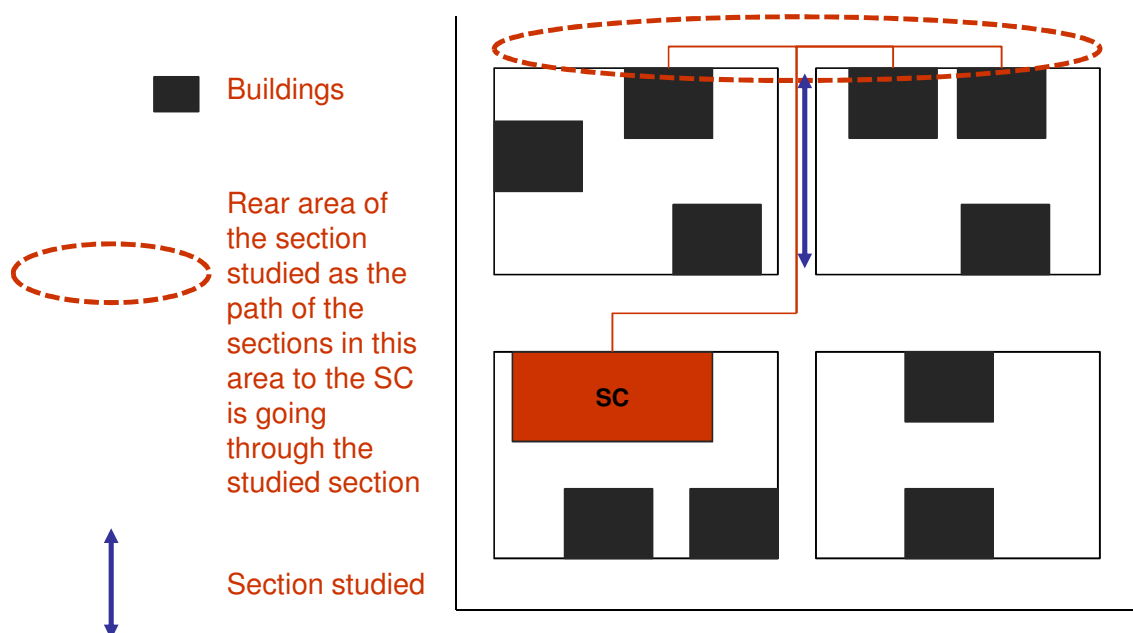 Buildings
Rear area of
the section
studied as the
path of the
sections in this
area to the SC
is going
through the
studied section
Section studied
SC